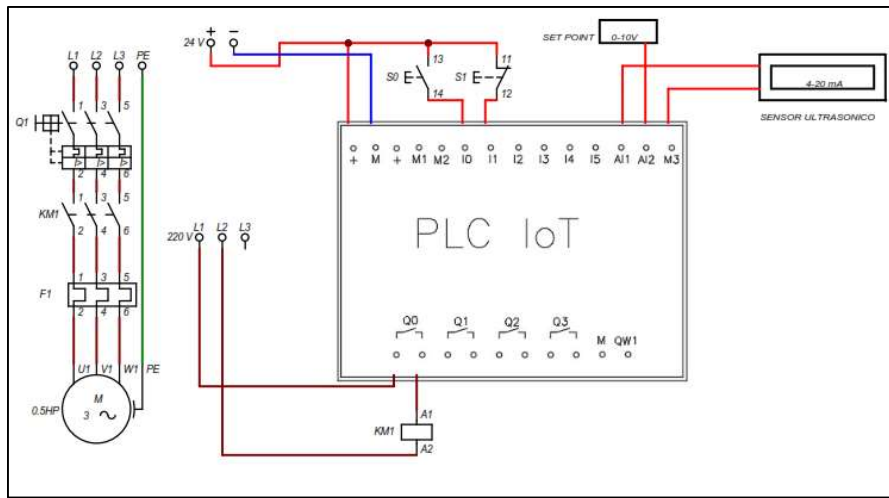 24 V + −
L1 L2 L3 PE
Q1
1 3 5
I> I> I>
2 4 6
KM1
1 3 5
2 4 6
F1
1 3 5
2 4 6
U1 V1 W1 PE
0.5HP
M
3
S0
13
14
S1
11
12
SET POINT
0-10V
4-20 mA
SENSOR ULTRASONICO
+ M + M1 M2 I0 I1 I2 I3 I4 I5 AI1 AI2 M3
PLC IoT
220 V L1 L2 L3
Q0 Q1 Q2 Q3
M QW1
KM1
A1
A2